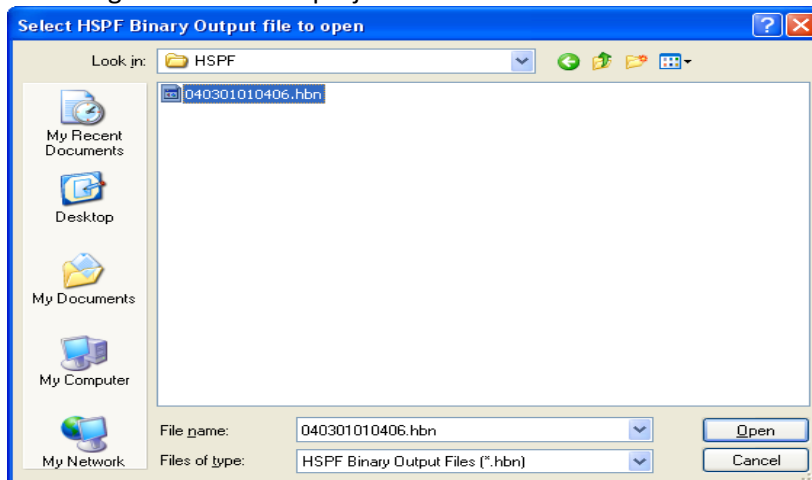 Select HSPF Binary Output file to open
Look in: HSPF
040301010406.hbn
My Recent
Documents
Desktop
My Documents
My Computer
My Network
File name: 040301010406.hbn Open
Files of type: HSPF Binary Output Files (*.hbn) Cancel